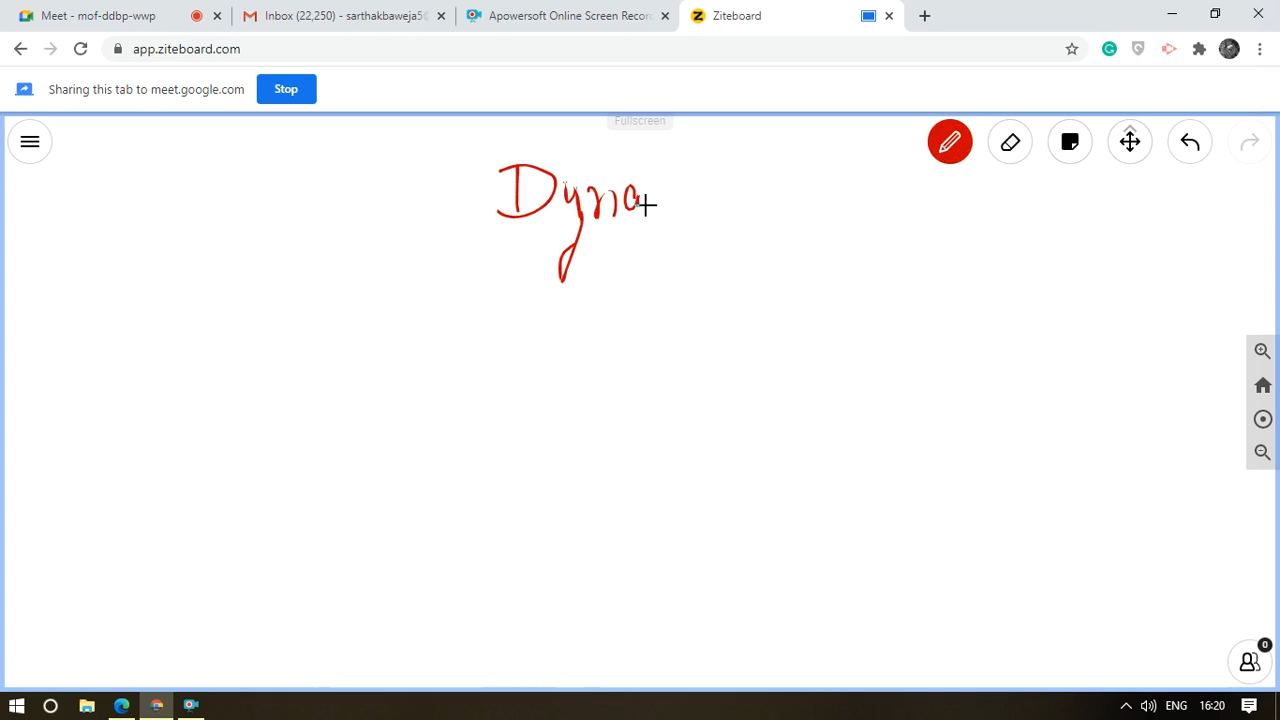 Meet - mof-ddbp-wwp
Inbox (22,250) - sarthakbaweja5
Apowersoft Online Screen Recor
Ziteboard
app.ziteboard.com
Sharing this tab to meet.google.com
Stop
Fullscreen
Dyna
0
ENG
16:20